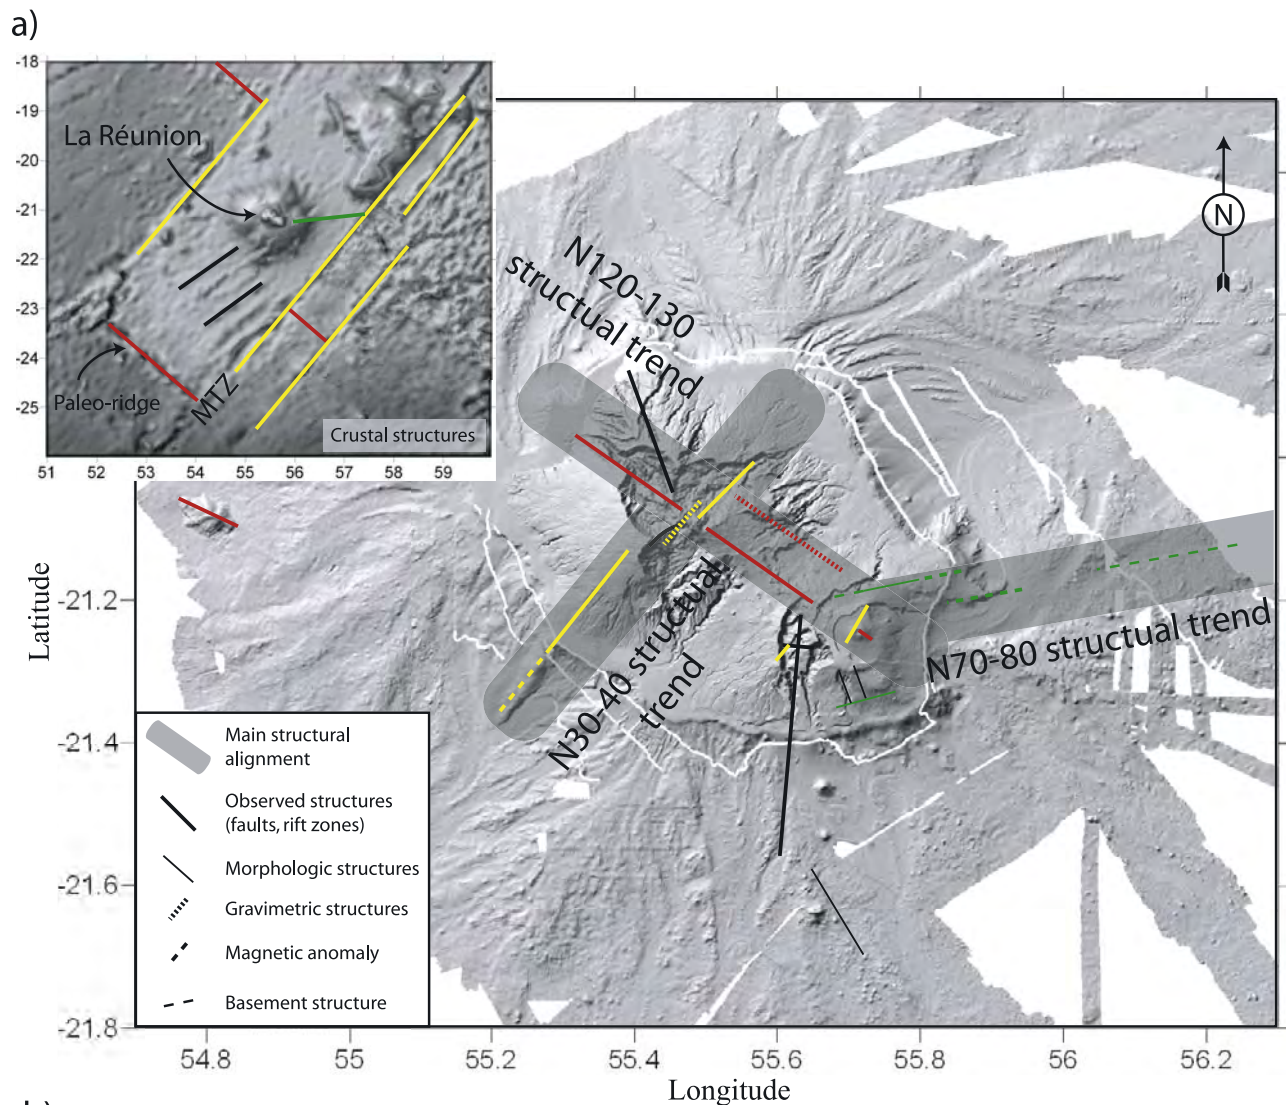 a)
-18
-19
-20
-21
-22
-23
-24
-25
51 52 53 54 55 56 57 58 59
La Réunion
Paleo-ridge
MTZ
Crustal structures
N
N120-130
structual trend
N30-40 structual
trend
N70-80 structual trend
Latitude
-21.2
-21.4
-21.6
-21.8
Main structural
alignment
Observed structures
(faults, rift zones)
Morphologic structures
Gravimetric structures
Magnetic anomaly
Basement structure
54.8 55 55.2 55.4 55.6 55.8 56 56.2
Longitude